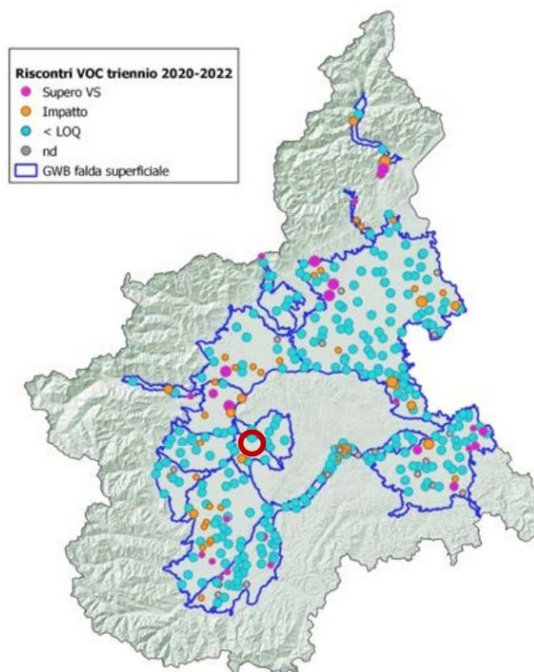 Riscontri VOC triennio 2020-2022
Supero VS
Impatto
< LOQ
nd
GWB falda superficiale